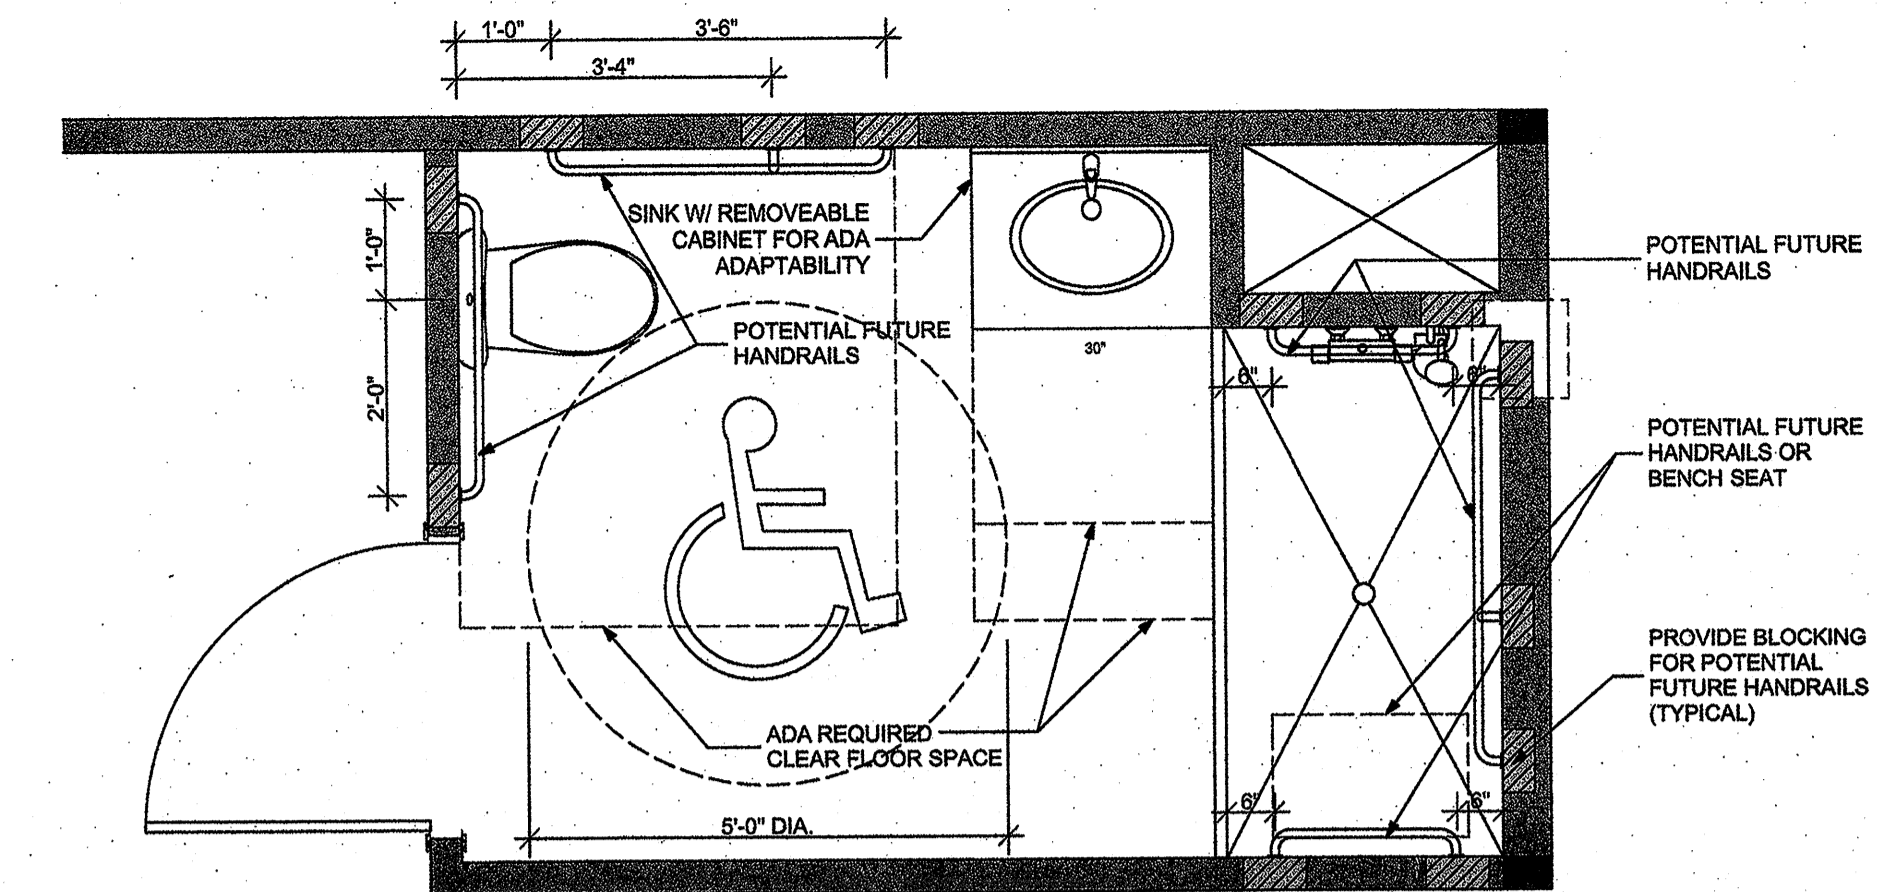 1'-0"
3'-6"
3'-4"
SINK W/ REMOVEABLE
CABINET FOR ADA
ADAPTABILITY
1'-0"
POTENTIAL FUTURE
HANDRAILS
POTENTIAL FUTURE
HANDRAILS
30"
6"
6"
2'-0"
POTENTIAL FUTURE
HANDRAILS OR
BENCH SEAT
PROVIDE BLOCKING
FOR POTENTIAL
FUTURE HANDRAILS
(TYPICAL)
ADA REQUIRED
CLEAR FLOOR SPACE
6"
6"
5'-0" DIA.